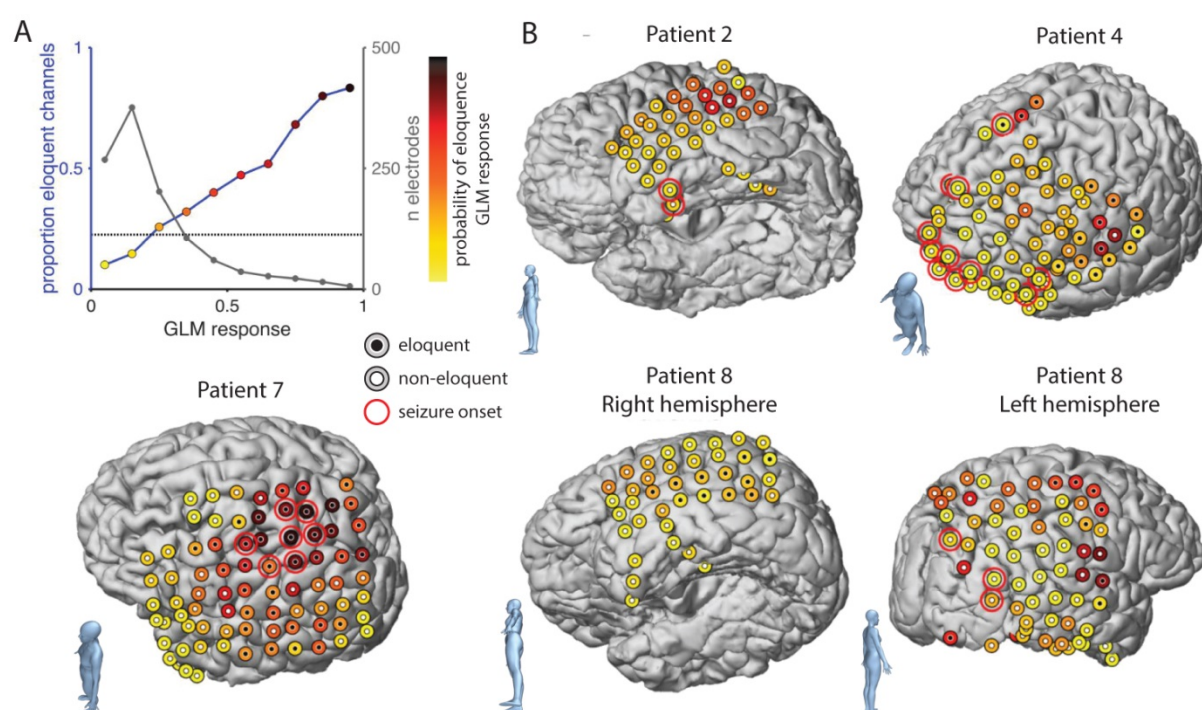 A
proportion eloquent channels
1
0.5
0
0
0.5
1
GLM response
500
250
0
n electrodes
probability of eloquence
GLM response
eloquent
non-eloquent
seizure onset
B
Patient 2
Patient 4
Patient 7
Patient 8
Right hemisphere
Patient 8
Left hemisphere